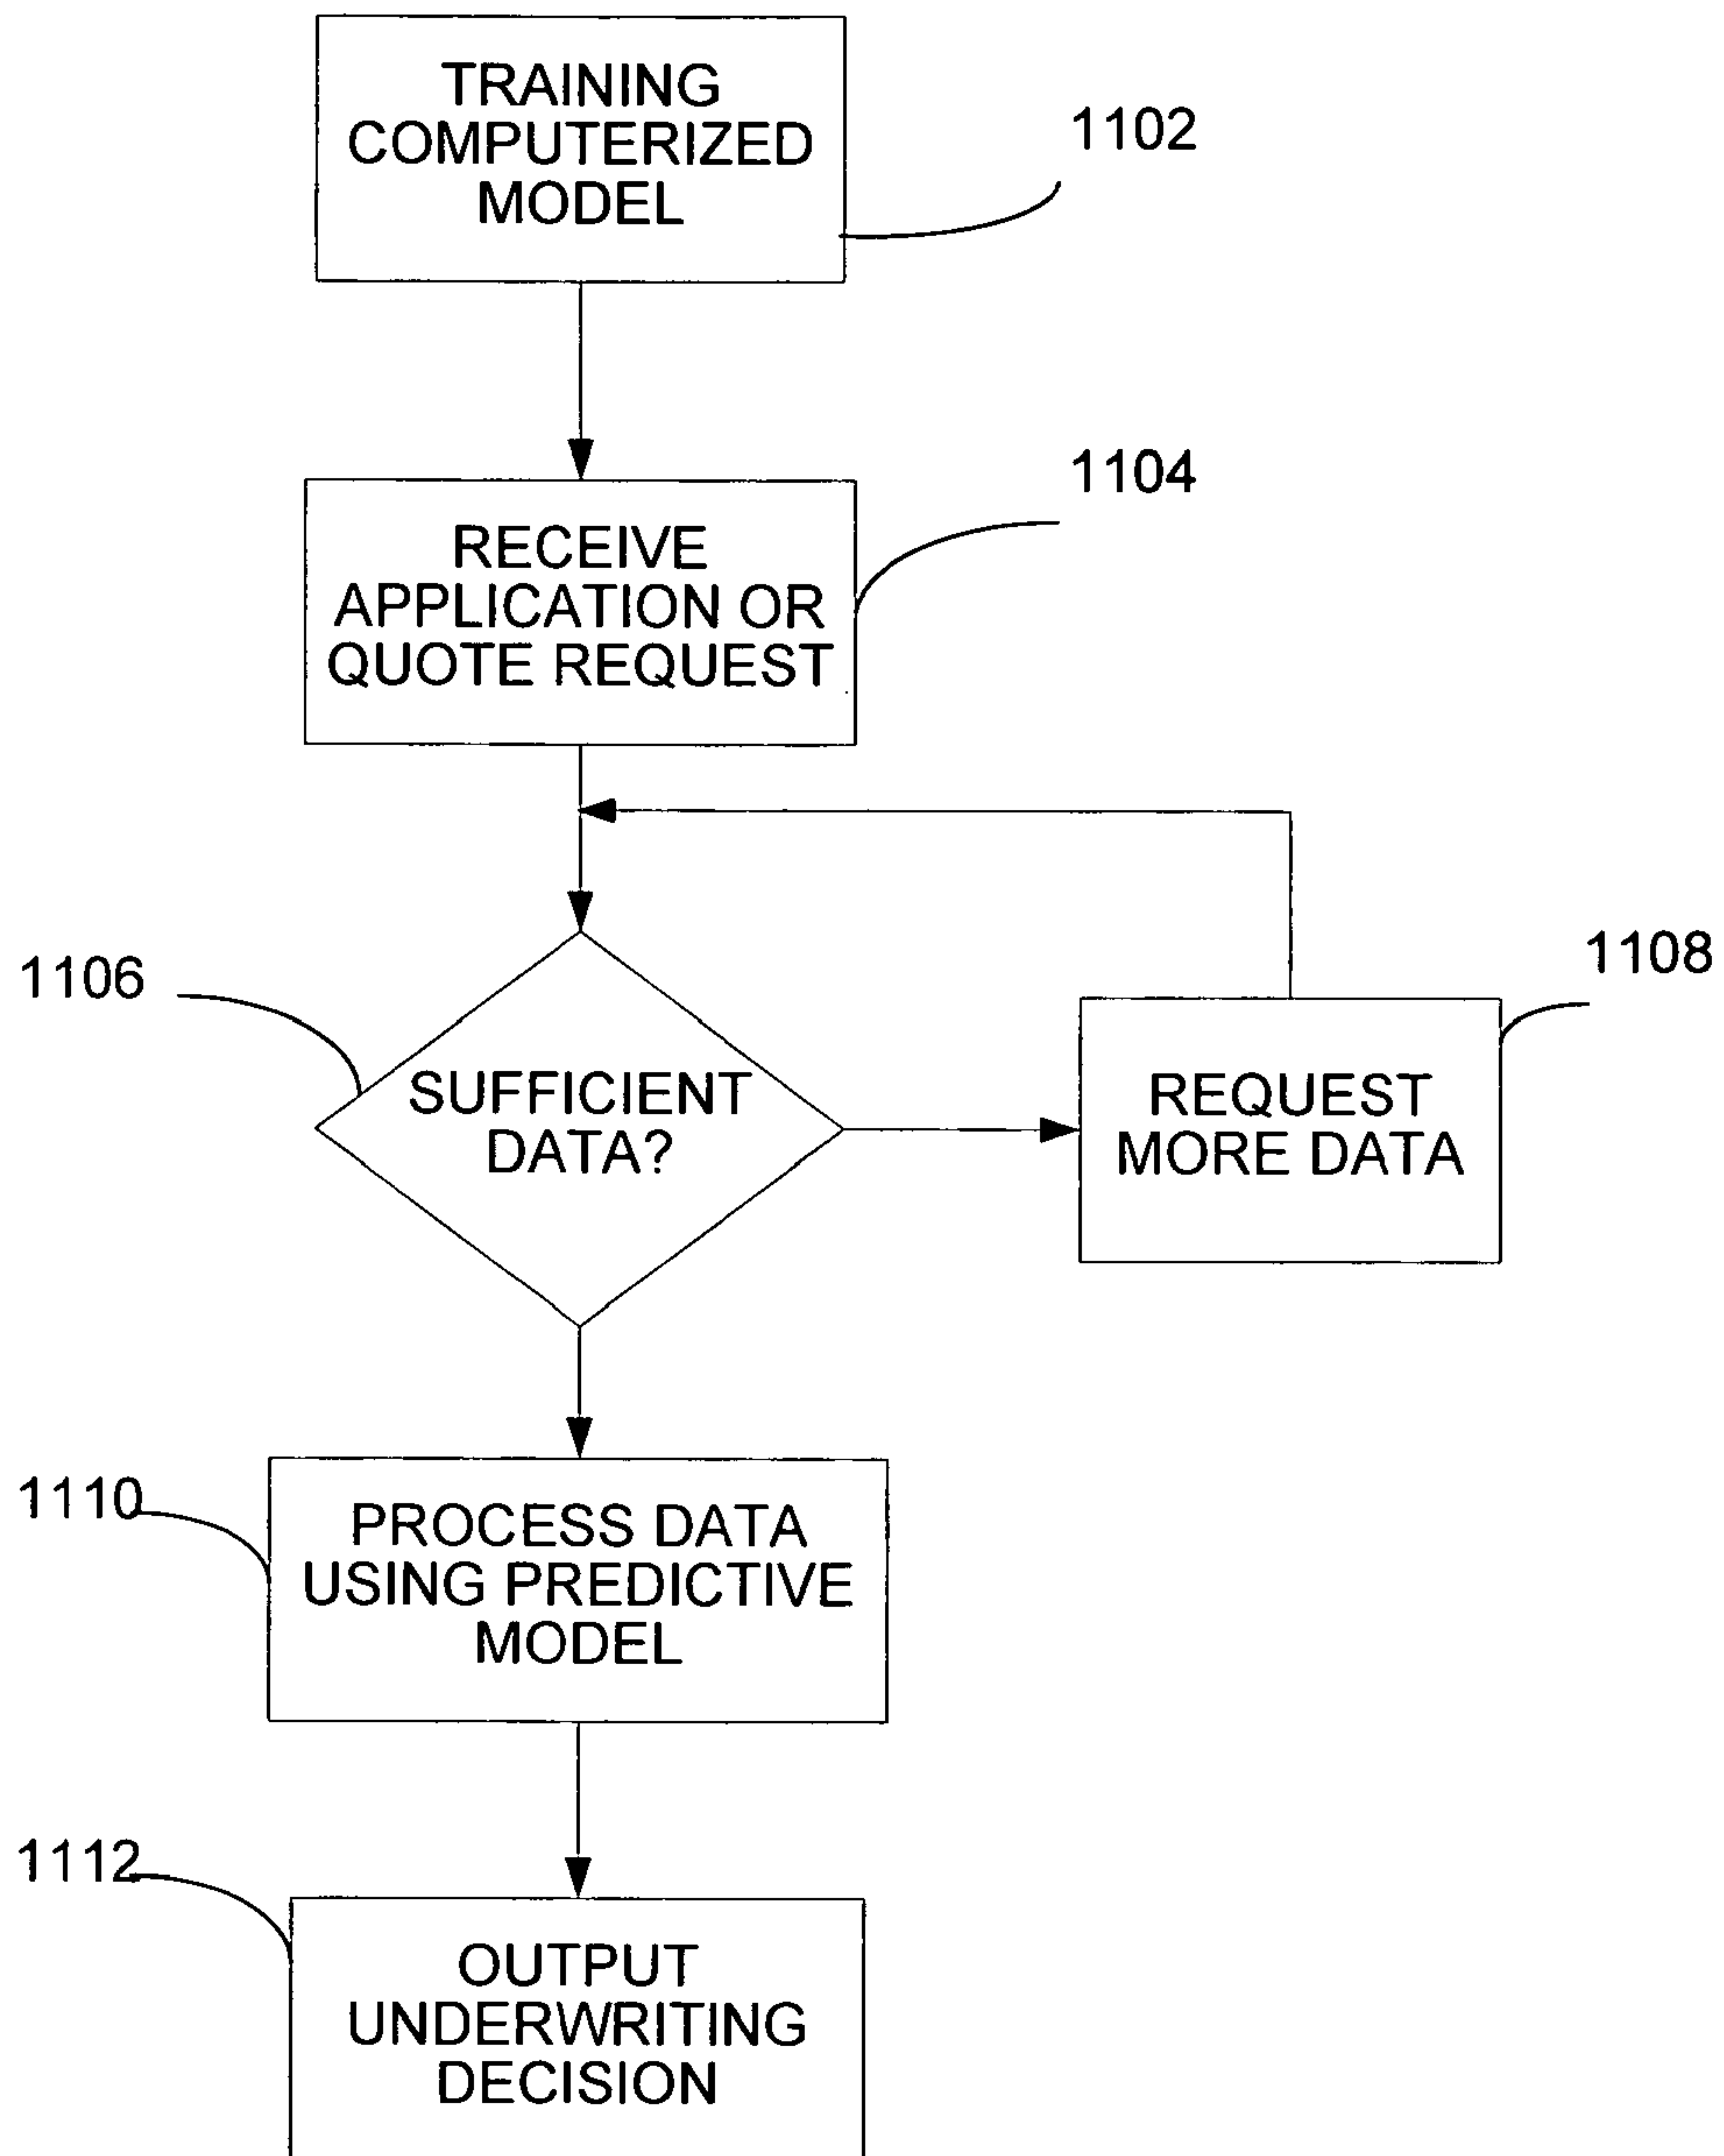 TRAINING
COMPUTERIZED
MODEL
1102
RECEIVE
APPLICATION OR
QUOTE REQUEST
1104
1106
SUFFICIENT
DATA?
1108
REQUEST
MORE DATA
1110
PROCESS DATA
USING PREDICTIVE
MODEL
1112
OUTPUT
UNDERWRITING
DECISION